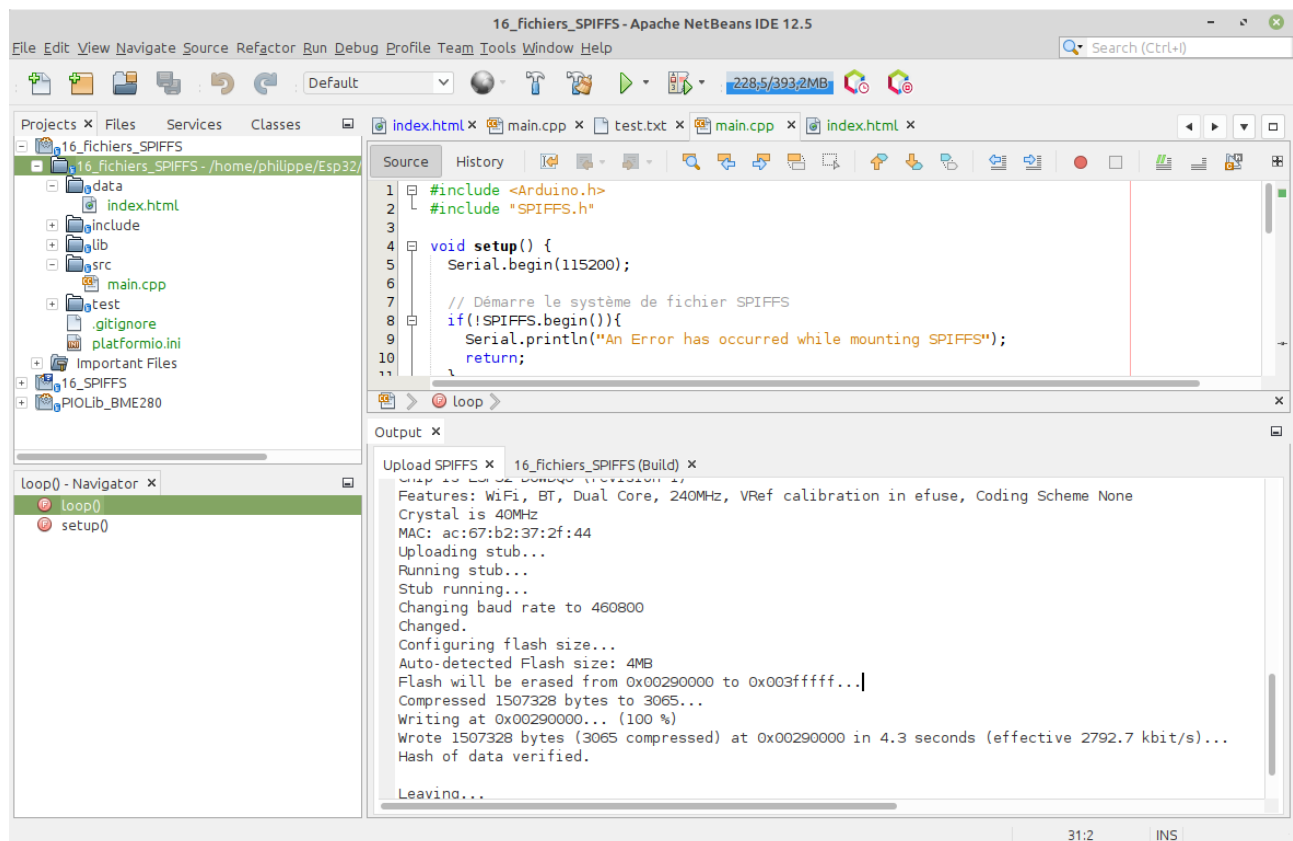 16_fichiers_SPIFFS - Apache NetBeans IDE 12.5
File Edit View Navigate Source Refactor Run Debug Profile Team Tools Window Help
Search (Ctrl+I)
Default
228,5/393,2MB
Projects Files Services Classes
16_fichiers_SPIFFS
16_fichiers_SPIFFS - /home/philippe/Esp32/
data
index.html
include
lib
src
main.cpp
test
.gitignore
platformio.ini
Important Files
16_SPIFFS
PIOLib_BME280
loop() - Navigator
loop()
setup()
index.html main.cpp test.txt main.cpp index.html
Source History
1 #include <Arduino.h>
2 #include "SPIFFS.h"
3
4 void setup() {
5 Serial.begin(115200);
6
7 // Démarre le système de fichier SPIFFS
8 if(!SPIFFS.begin()){
9 Serial.println("An Error has occurred while mounting SPIFFS");
10 return;
11 }
loop
Output
Upload SPIFFS 16_fichiers_SPIFFS (Build)
Chip is ESP32-D0WDQ6 (revision 1)
Features: WiFi, BT, Dual Core, 240MHz, VRef calibration in efuse, Coding Scheme None
Crystal is 40MHz
MAC: ac:67:b2:37:2f:44
Uploading stub...
Running stub...
Stub running...
Changing baud rate to 460800
Changed.
Configuring flash size...
Auto-detected Flash size: 4MB
Flash will be erased from 0x00290000 to 0x003fffff...
Compressed 1507328 bytes to 3065...
Writing at 0x00290000... (100 %)
Wrote 1507328 bytes (3065 compressed) at 0x00290000 in 4.3 seconds (effective 2792.7 kbit/s)...
Hash of data verified.
Leaving...
31:2 INS